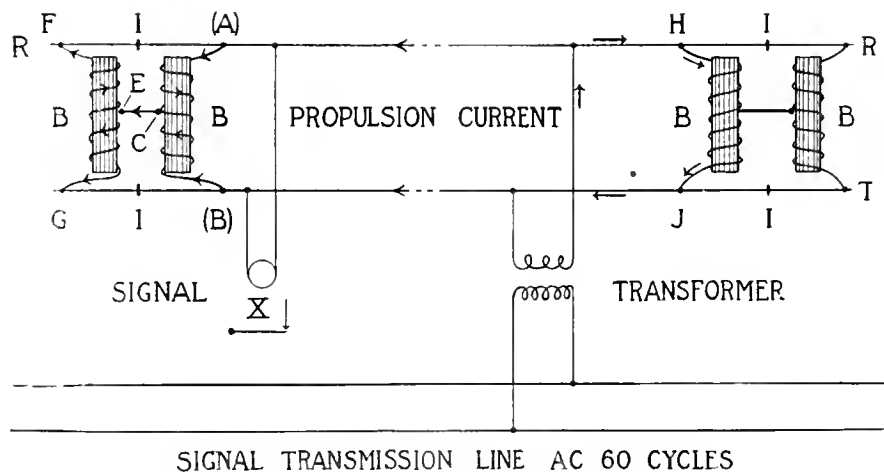 F I (A) H I
R R
E
B B PROPULSION CURRENT B B
C
G I (B) J I T
SIGNAL X TRANSFORMER
SIGNAL TRANSMISSION LINE AC 60 CYCLES